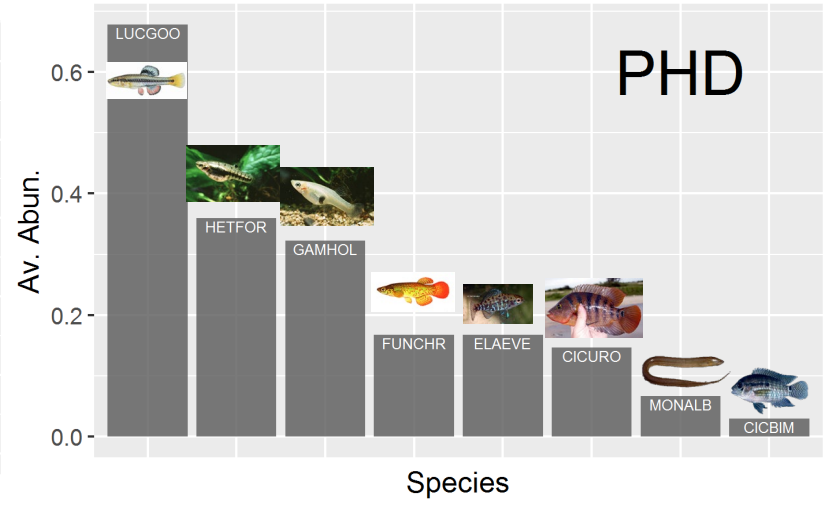 PHD
Av. Abun.
0.6
0.4
0.2
0.0
LUCGOO
HETFOR
GAMHOL
FUNCHR
ELAEVE
CICURO
MONALB
CICBIM
Species